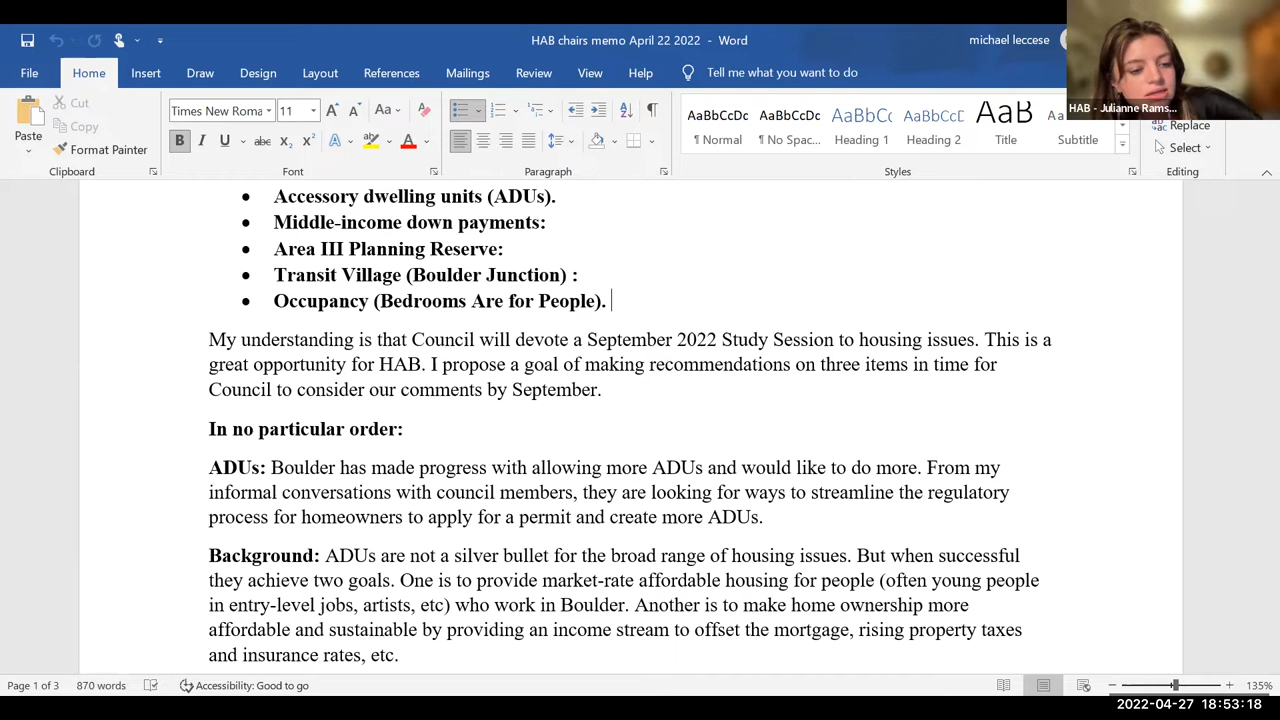 HAB chairs memo April 22 2022 - Word
michael leccese
File Home Insert Draw Design Layout References Mailings Review View Help Tell me what you want to do
HAB - Julianne Rams...
Paste
Cut
Copy
Format Painter
Clipboard
Times New Roma 11
Font
Paragraph
AaBbCcDc AaBbCcDc AaBbCc AaBbCcD AaB
¶ Normal ¶ No Spac... Heading 1 Heading 2 Title Subtitle
Styles
Replace
Select
Editing
• Accessory dwelling units (ADUs).
• Middle-income down payments:
• Area III Planning Reserve:
• Transit Village (Boulder Junction) :
• Occupancy (Bedrooms Are for People).
My understanding is that Council will devote a September 2022 Study Session to housing issues. This is a
great opportunity for HAB. I propose a goal of making recommendations on three items in time for
Council to consider our comments by September.
In no particular order:
ADUs: Boulder has made progress with allowing more ADUs and would like to do more. From my
informal conversations with council members, they are looking for ways to streamline the regulatory
process for homeowners to apply for a permit and create more ADUs.
Background: ADUs are not a silver bullet for the broad range of housing issues. But when successful
they achieve two goals. One is to provide market-rate affordable housing for people (often young people
in entry-level jobs, artists, etc) who work in Boulder. Another is to make home ownership more
affordable and sustainable by providing an income stream to offset the mortgage, rising property taxes
and insurance rates, etc.
Page 1 of 3 870 words Accessibility: Good to go 135%
2022-04-27 18:53:18